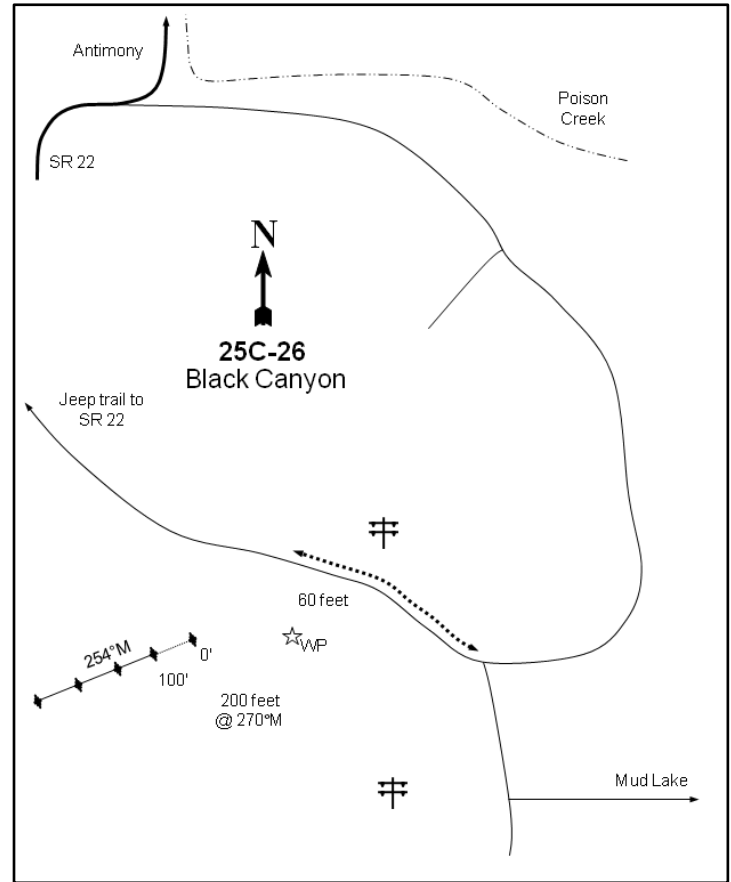 Antimony
Poison
Creek
SR 22
N
25C-26
Black Canyon
Jeep trail to
SR 22
60 feet
WP
254°M
0'
100'
200 feet
@ 270°M
Mud Lake